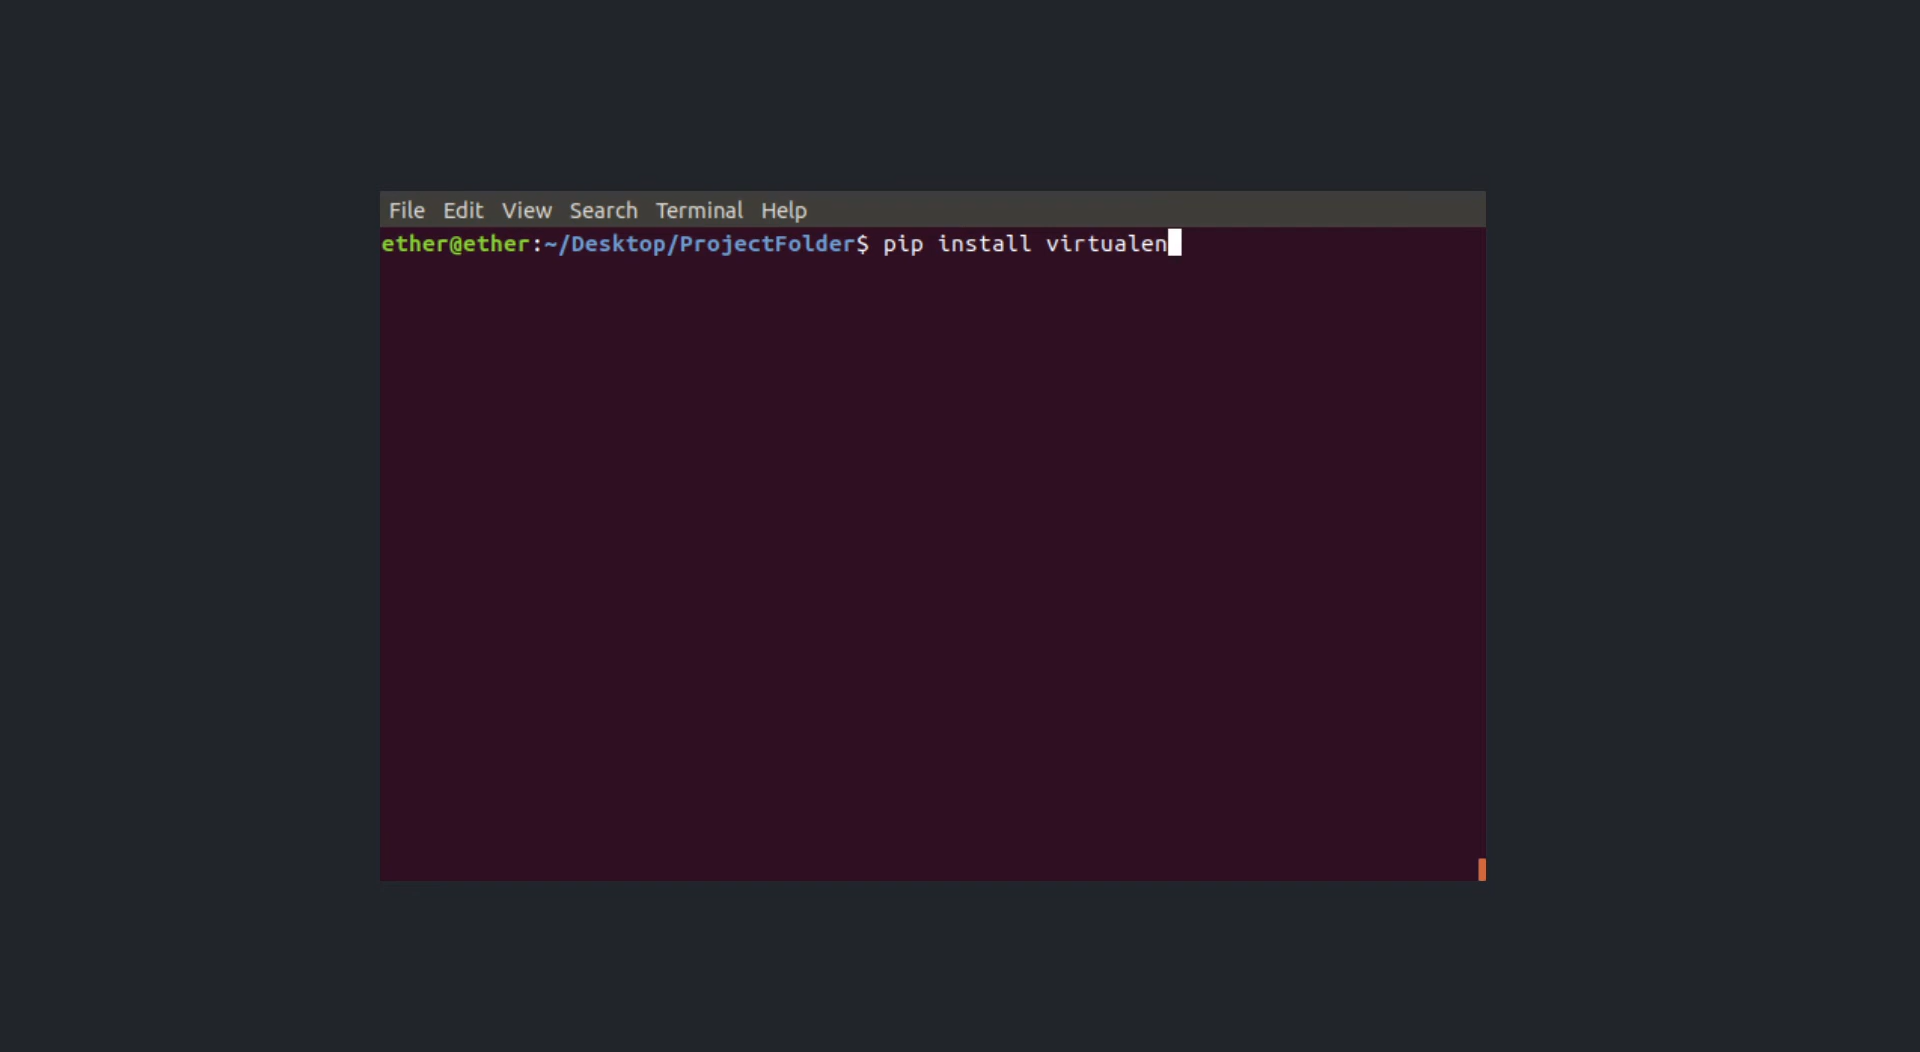 File Edit View Search Terminal Help
ether@ether:~/Desktop/ProjectFolder$ pip install virtualen